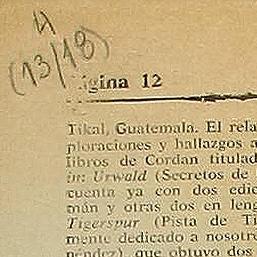 4
(13/18)
Página 12
Tikal, Guatemala. El rela
ploraciones y hallazgos a
libros de Cordan titulad
im Urwald (Secretos de
cuenta ya con dos edic
mán y otras dos en leng
Tigerspur (Pista de Ti
mente dedicado a nosotro
néndez), que obtuvo dos